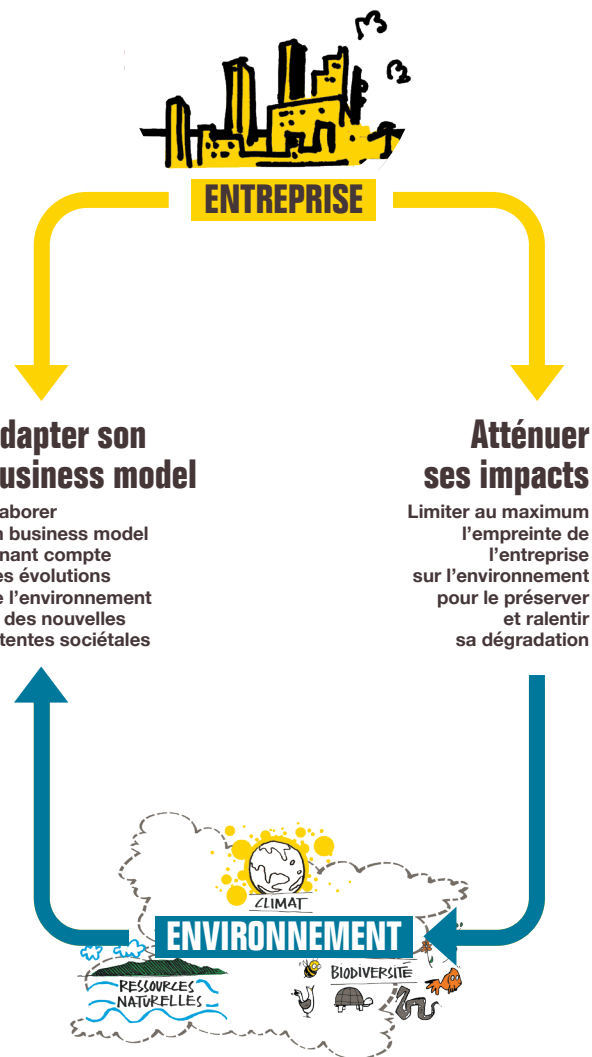 ENTREPRISE
dapter son
usiness model
aborer
n business model
nant compte
es évolutions
e l'environnement
des nouvelles
tentes sociétales
Atténuer
ses impacts
Limiter au maximum
l'empreinte de
l'entreprise
sur l'environnement
pour le préserver
et ralentir
sa dégradation
CLIMAT
ENVIRONNEMENT
RESSOURCES
NATURELLES
BIODIVERSITÉ